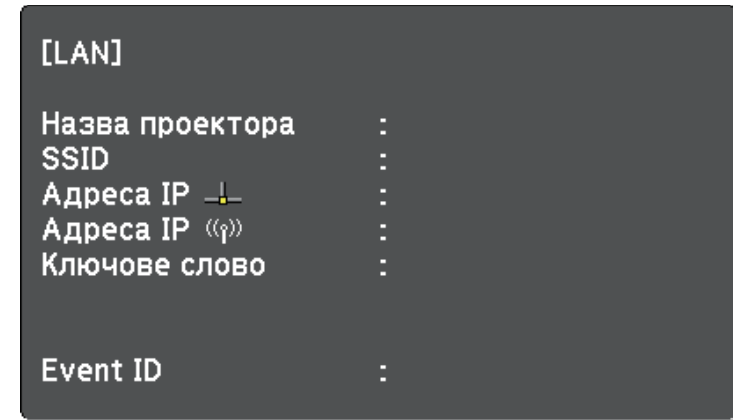 [LAN]
Назва проектора :
SSID :
Адреса IP :
Адреса IP :
Ключове слово :
Event ID :